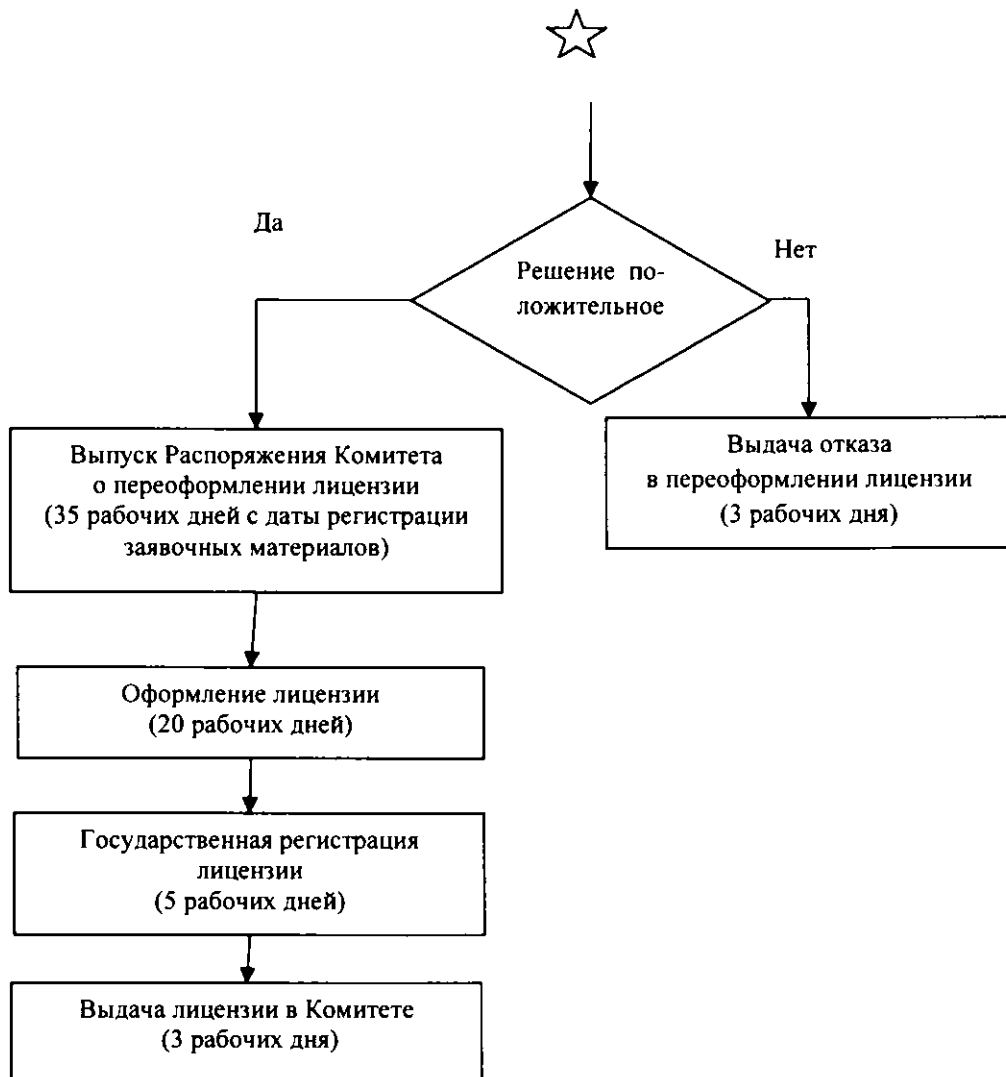 Да
Нет
Решение по-
ложительное
Выпуск Распоряжения Комитета
о переоформлении лицензии
(35 рабочих дней с даты регистрации
заявочных материалов)
Выдача отказа
в переоформлении лицензии
(3 рабочих дня)
Оформление лицензии
(20 рабочих дней)
Государственная регистрация
лицензии
(5 рабочих дней)
Выдача лицензии в Комитете
(3 рабочих дня)